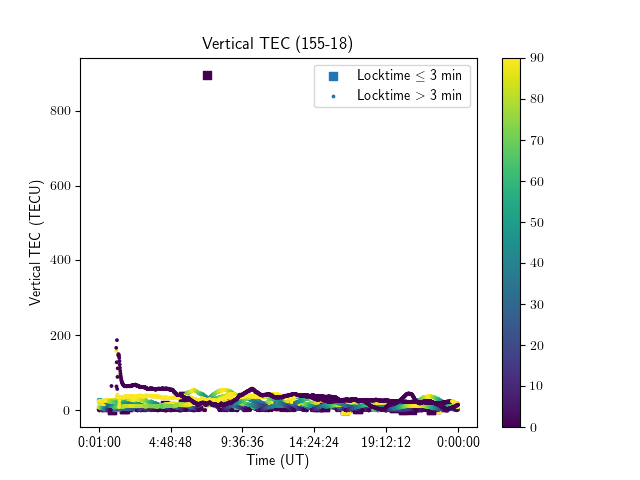 Vertical TEC (155-18)
Locktime ≤ 3 min
Locktime > 3 min
Vertical TEC (TECU)
800
600
400
200
0
0:01:00 4:48:48 9:36:36 14:24:24 19:12:12 0:00:00
Time (UT)
90
80
70
60
50
40
30
20
10
0